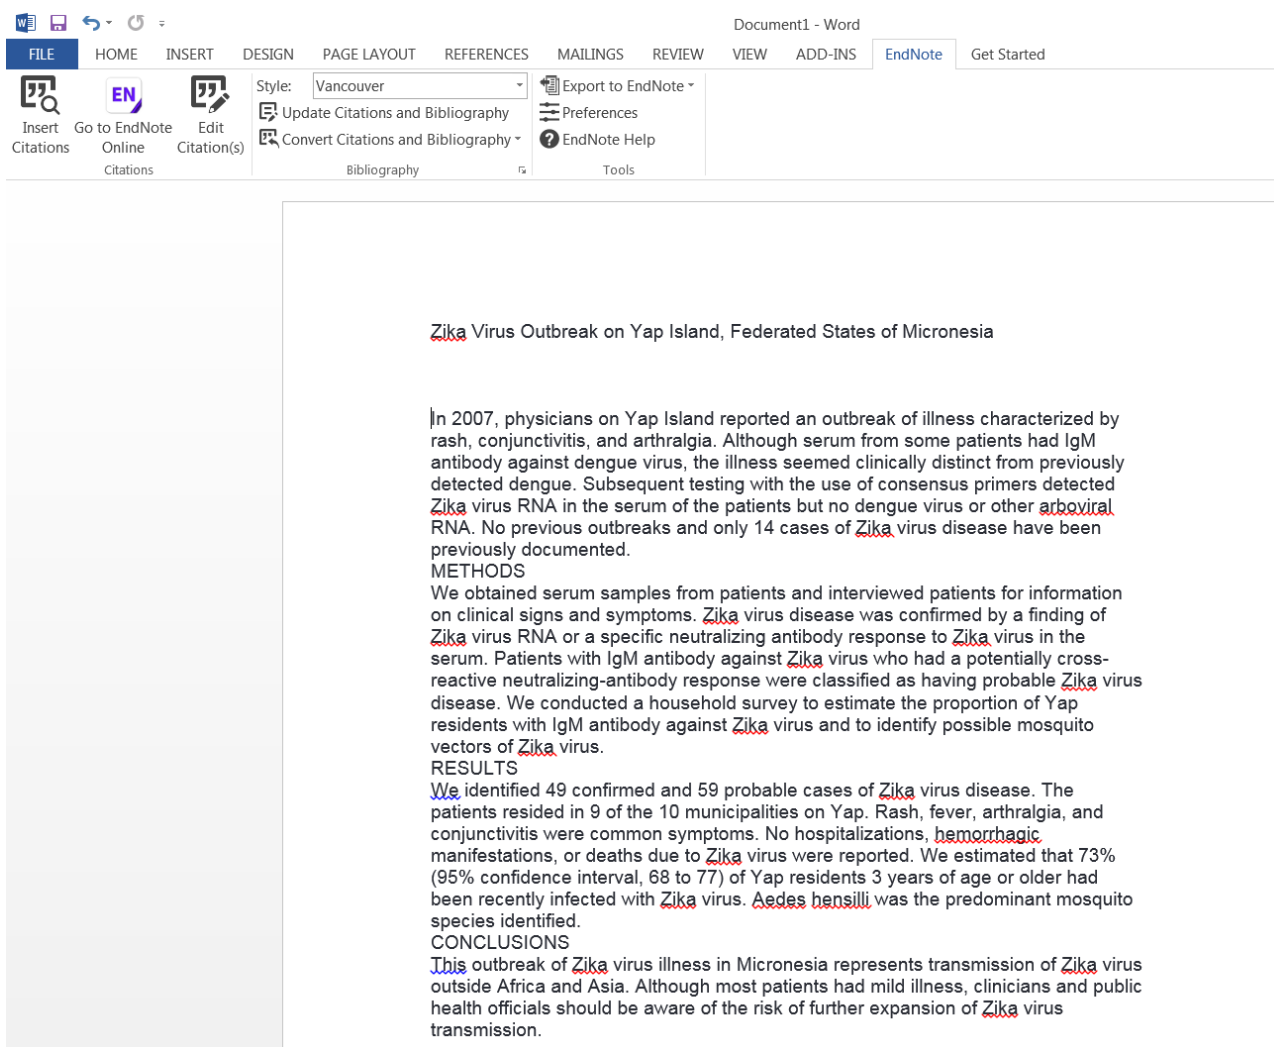 Document1 - Word
FILE HOME INSERT DESIGN PAGE LAYOUT REFERENCES MAILINGS REVIEW VIEW ADD-INS EndNote Get Started
Insert Citations
EN
Go to EndNote Online
Edit Citation(s)
Citations
Style: Vancouver
Update Citations and Bibliography
Convert Citations and Bibliography
Bibliography
Export to EndNote
Preferences
EndNote Help
Tools
Zika Virus Outbreak on Yap Island, Federated States of Micronesia
In 2007, physicians on Yap Island reported an outbreak of illness characterized by
rash, conjunctivitis, and arthralgia. Although serum from some patients had IgM
antibody against dengue virus, the illness seemed clinically distinct from previously
detected dengue. Subsequent testing with the use of consensus primers detected
Zika virus RNA in the serum of the patients but no dengue virus or other arboviral
RNA. No previous outbreaks and only 14 cases of Zika virus disease have been
previously documented.
METHODS
We obtained serum samples from patients and interviewed patients for information
on clinical signs and symptoms. Zika virus disease was confirmed by a finding of
Zika virus RNA or a specific neutralizing antibody response to Zika virus in the
serum. Patients with IgM antibody against Zika virus who had a potentially cross-
reactive neutralizing-antibody response were classified as having probable Zika virus
disease. We conducted a household survey to estimate the proportion of Yap
residents with IgM antibody against Zika virus and to identify possible mosquito
vectors of Zika virus.
RESULTS
We identified 49 confirmed and 59 probable cases of Zika virus disease. The
patients resided in 9 of the 10 municipalities on Yap. Rash, fever, arthralgia, and
conjunctivitis were common symptoms. No hospitalizations, hemorrhagic
manifestations, or deaths due to Zika virus were reported. We estimated that 73%
(95% confidence interval, 68 to 77) of Yap residents 3 years of age or older had
been recently infected with Zika virus. Aedes hensilli was the predominant mosquito
species identified.
CONCLUSIONS
This outbreak of Zika virus illness in Micronesia represents transmission of Zika virus
outside Africa and Asia. Although most patients had mild illness, clinicians and public
health officials should be aware of the risk of further expansion of Zika virus
transmission.